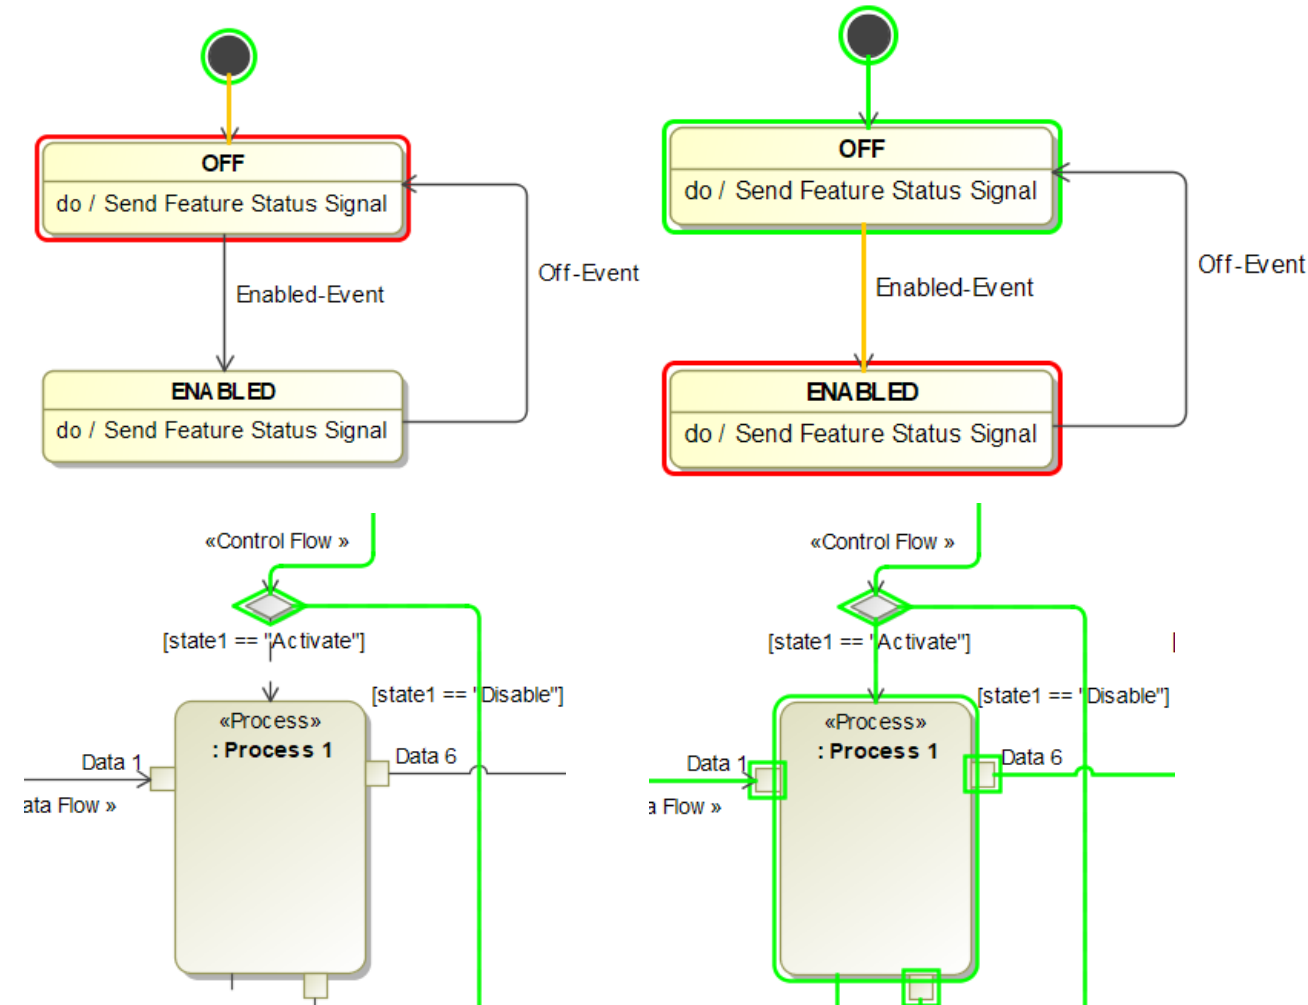 OFF
do / Send Feature Status Signal
Enabled-Event
Off-Event
ENABLED
do / Send Feature Status Signal
OFF
do / Send Feature Status Signal
Enabled-Event
Off-Event
ENABLED
do / Send Feature Status Signal
«Control Flow »
[state1 == "Activate"]
[state1 == "Disable"]
«Process»
: Process 1
Data 1
Data 6
ata Flow »
«Control Flow »
[state1 == "Activate"]
[
[state1 == "Disable"]
«Process»
: Process 1
Data 1
Data 6
a Flow »